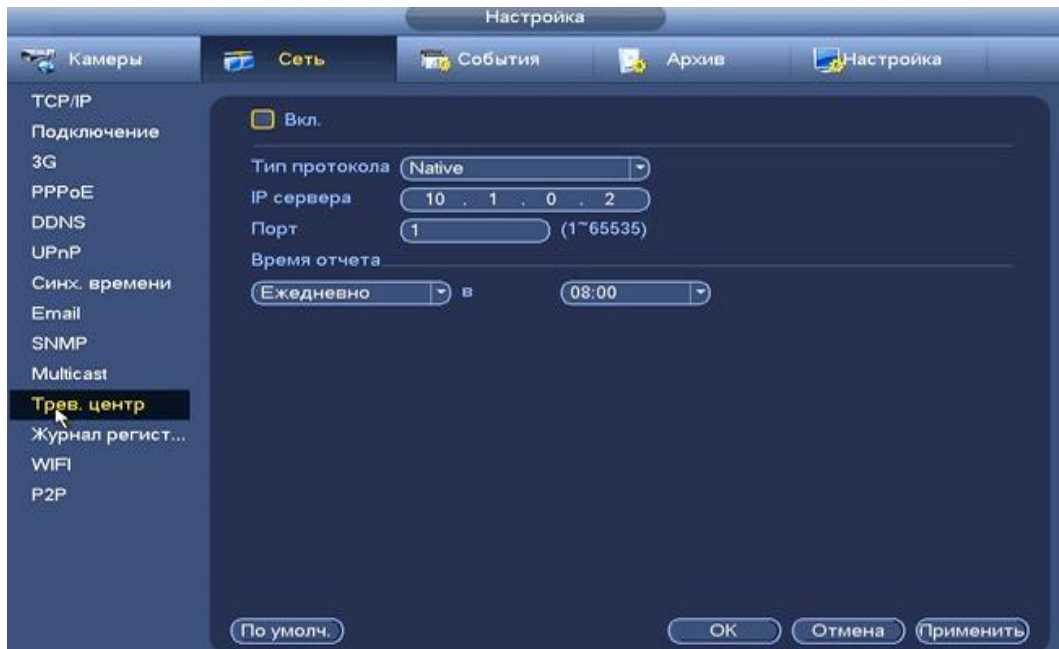 Настройка
Камеры Сеть События Архив Настройка
TCP/IP
Подключение
3G
PPPoE
DDNS
UPnP
Синх. времени
Email
SNMP
Multicast
Трев. центр
Журнал регист...
WIFI
P2P
Вкл.
Тип протокола Native
IP сервера 10 . 1 . 0 . 2
Порт 1 (1~65535)
Время отчета
Ежедневно в 08:00
По умолч. OK Отмена Применить